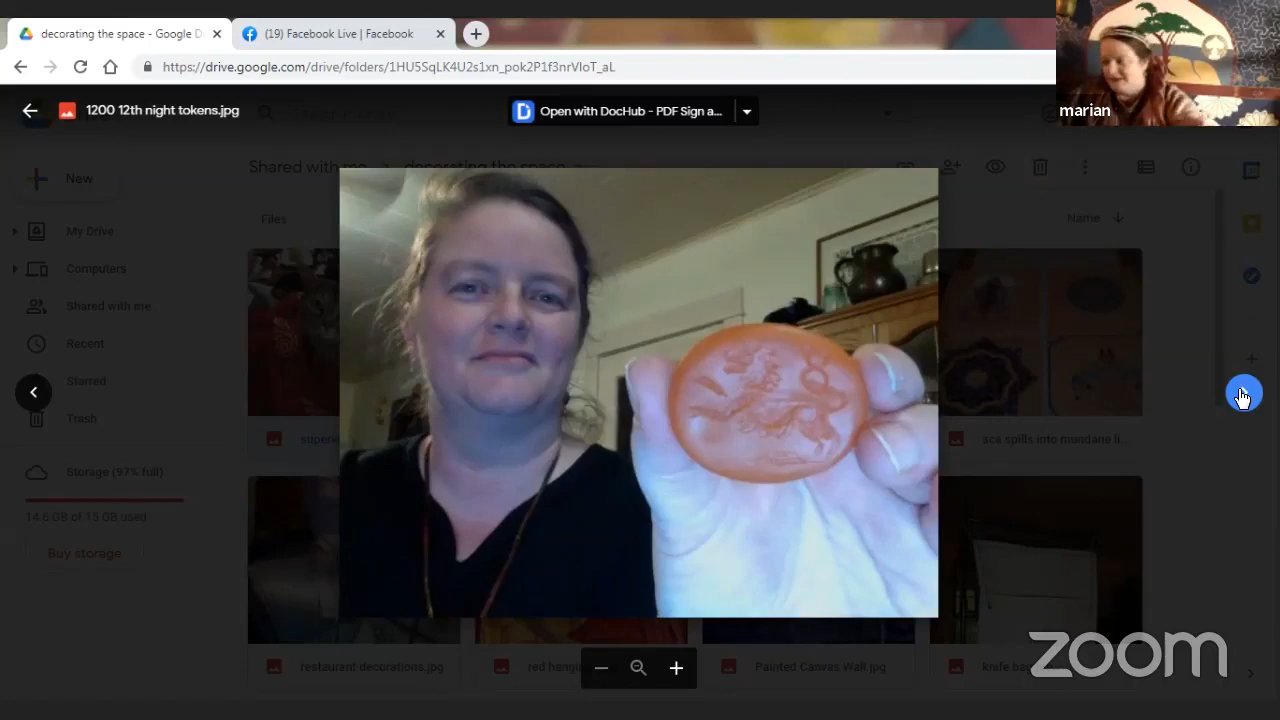 decorating the space - Google D
(19) Facebook Live | Facebook
https://drive.google.com/drive/folders/1HU5SqLK4U2s1xn_pok2P1f3nrVloT_aL
1200 12th night tokens.jpg
Open with DocHub - PDF Sign a...
marian
Shared with me
decorating the space
New
Files
Name
My Drive
Computers
Shared with me
Recent
Starred
Trash
sca spills into mundane li...
Storage (97% full)
14.6 GB of 15 GB used
Buy storage
restaurant decorations.jpg
red
Painted Canvas Wall.jpg
knife
zoom